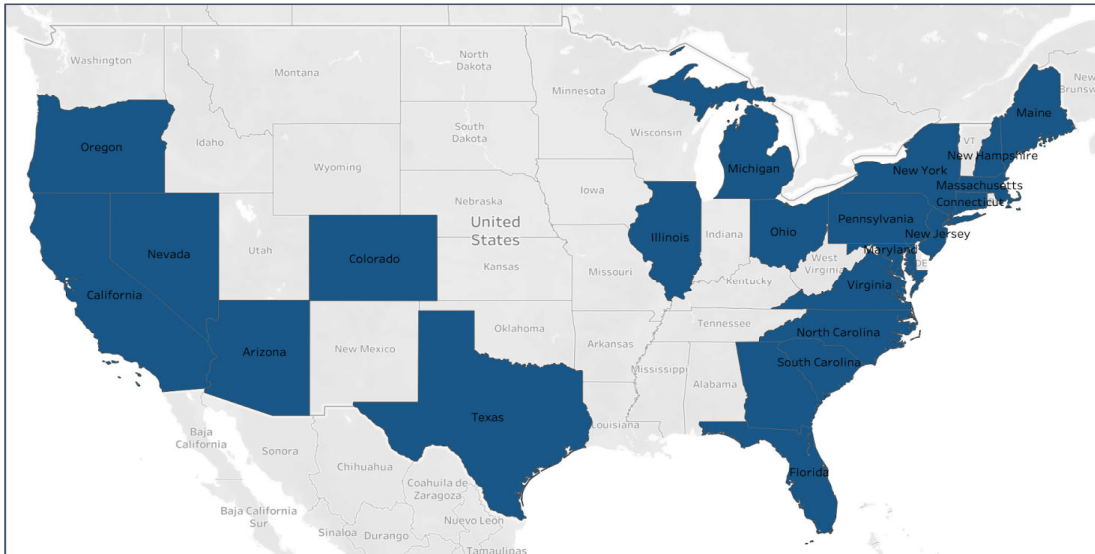 Washington
Montana
North
Dakota
Minnesota
New
Brunsw
Maine
Oregon
Idaho
South
Dakota
Wisconsin
VT
New Hampshire
Wyoming
Michigan
New York
Iowa
Massachusetts
Nebraska
Connecticut
United
States
Pennsylvania
Nevada
Utah
Colorado
Illinois
Indiana
Ohio
New Jersey
Maryland
Kansas
West
Virginia
DE
Missouri
Kentucky
Virginia
California
Tennessee
North Carolina
Oklahoma
Arizona
New Mexico
Arkansas
South Carolina
Mississippi
Alabama
Texas
Louisiana
Baja
California
Sonora
Chihuahua
Florida
Coahuila de
Zaragoza
Baja California
Sur
Nuevo León
Sinaloa
Durango
Tamaulipas